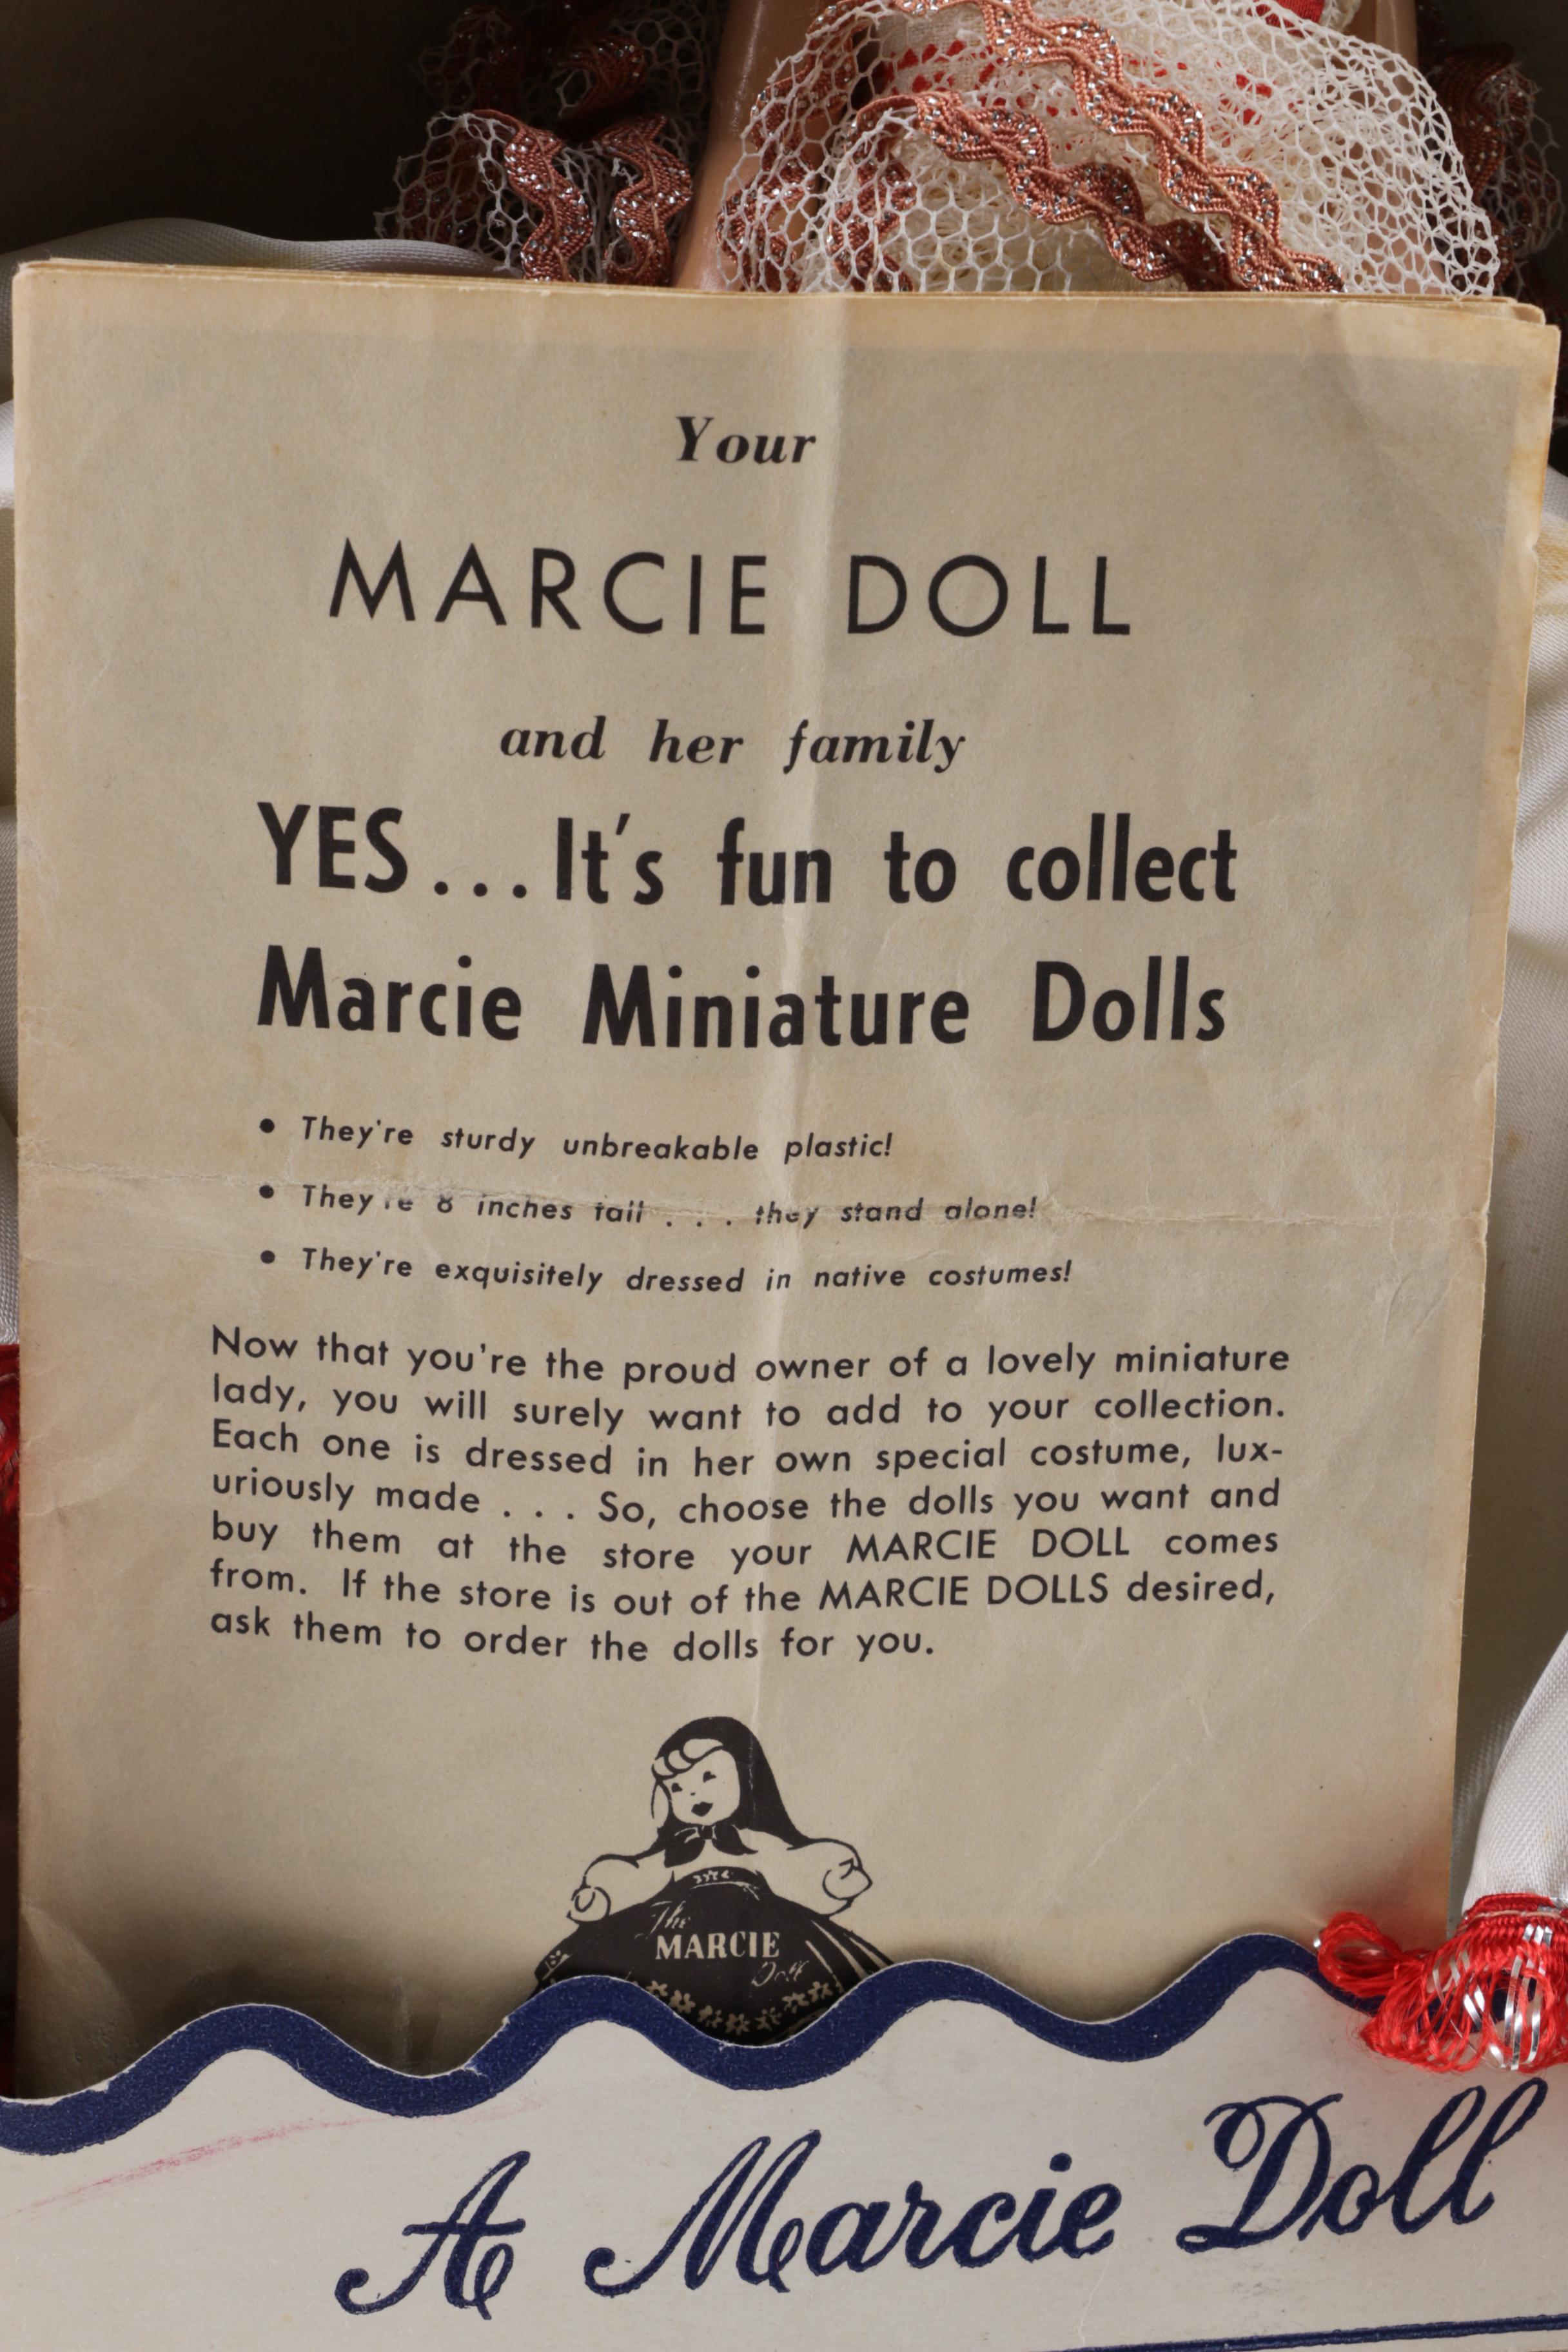 Your
MARCIE DOLL
and her family
YES...It's fun to collect
Marcie Miniature Dolls
• They're sturdy unbreakable plastic!
• They're 8 inches tall . . . they stand alone!
• They're exquisitely dressed in native costumes!
Now that you're the proud owner of a lovely miniature
lady, you will surely want to add to your collection.
Each one is dressed in her own special costume, lux-
uriously made . . . So, choose the dolls you want and
buy them at the store your MARCIE DOLL comes
from. If the store is out of the MARCIE DOLLS desired,
ask them to order the dolls for you.
The
MARCIE
Doll
A Marcie Doll